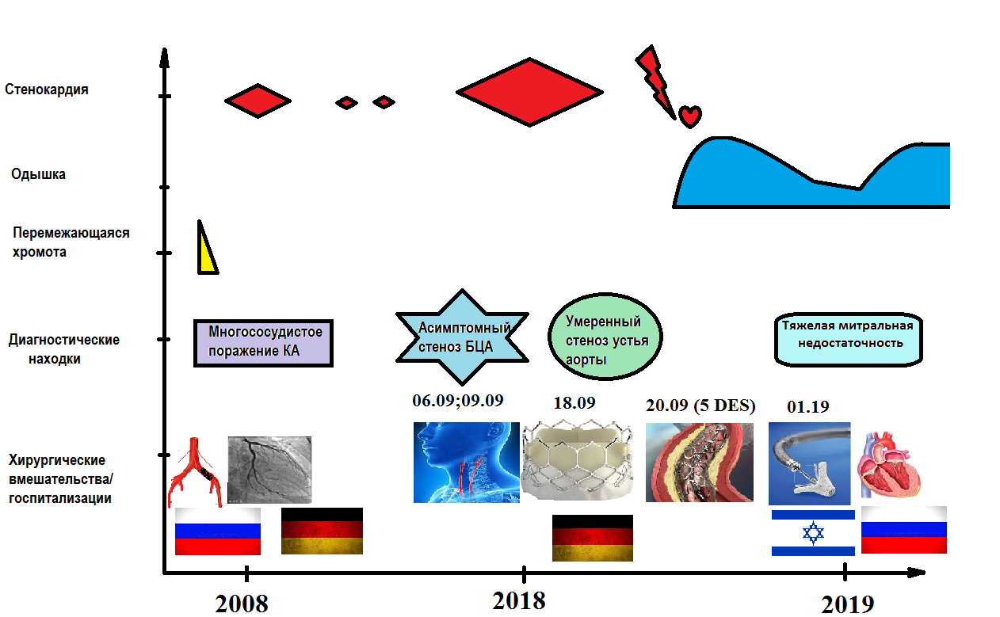 Стенокардия
Одышка
Перемежающаяся
хромота
Диагностические
находки
Многососудистое
поражение КА
Асимптомный
стеноз БЦА
Умеренный
стеноз устья
аорты
Тяжелая митральная
недостаточность
06.09;09.09
18.09
20.09 (5 DES)
01.19
Хирургические
вмешательства/
госпитализации
2008
2018
2019